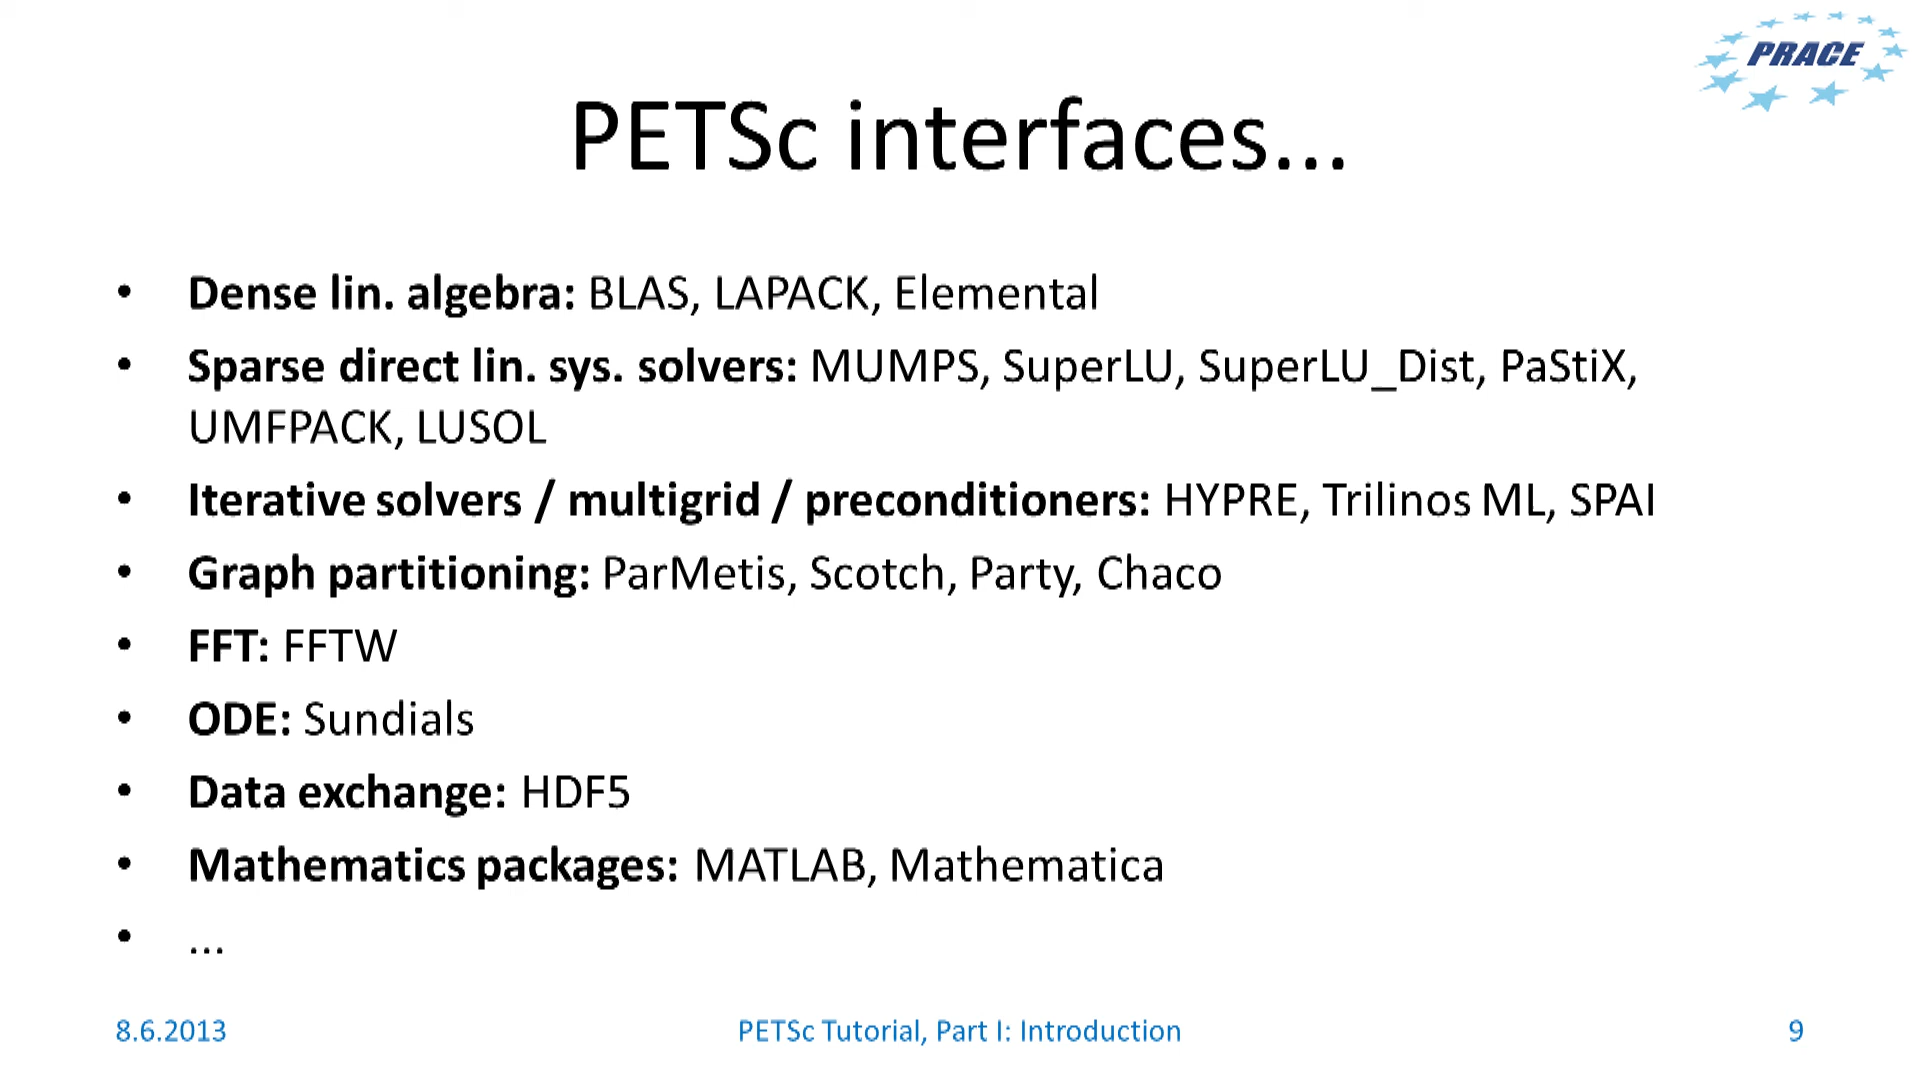 PRACE
PETSc interfaces...
• Dense lin. algebra: BLAS, LAPACK, Elemental
• Sparse direct lin. sys. solvers: MUMPS, SuperLU, SuperLU_Dist, PaStiX,
UMFPACK, LUSOL
• Iterative solvers / multigrid / preconditioners: HYPRE, Trilinos ML, SPAI
• Graph partitioning: ParMetis, Scotch, Party, Chaco
• FFT: FFTW
• ODE: Sundials
• Data exchange: HDF5
• Mathematics packages: MATLAB, Mathematica
• ...
8.6.2013 PETSc Tutorial, Part I: Introduction 9